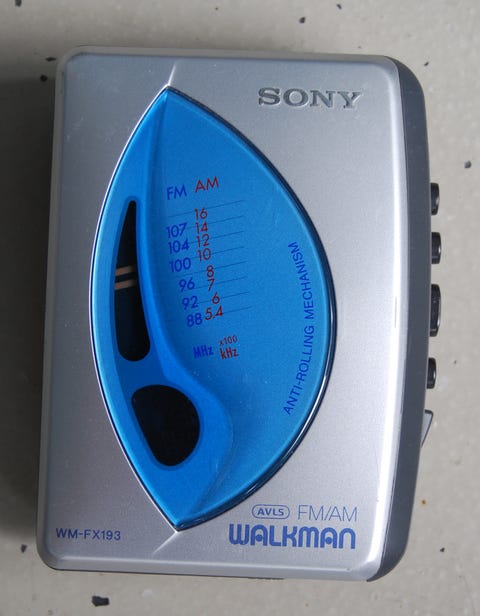 SONY
FM AM
16
107 14
104 12
100 10
96 8
7
92 6
88 5.4
MHz x100 kHz
ANTI-ROLLING MECHANISM
AVLS FM/AM
WM-FX193 WALKMAN